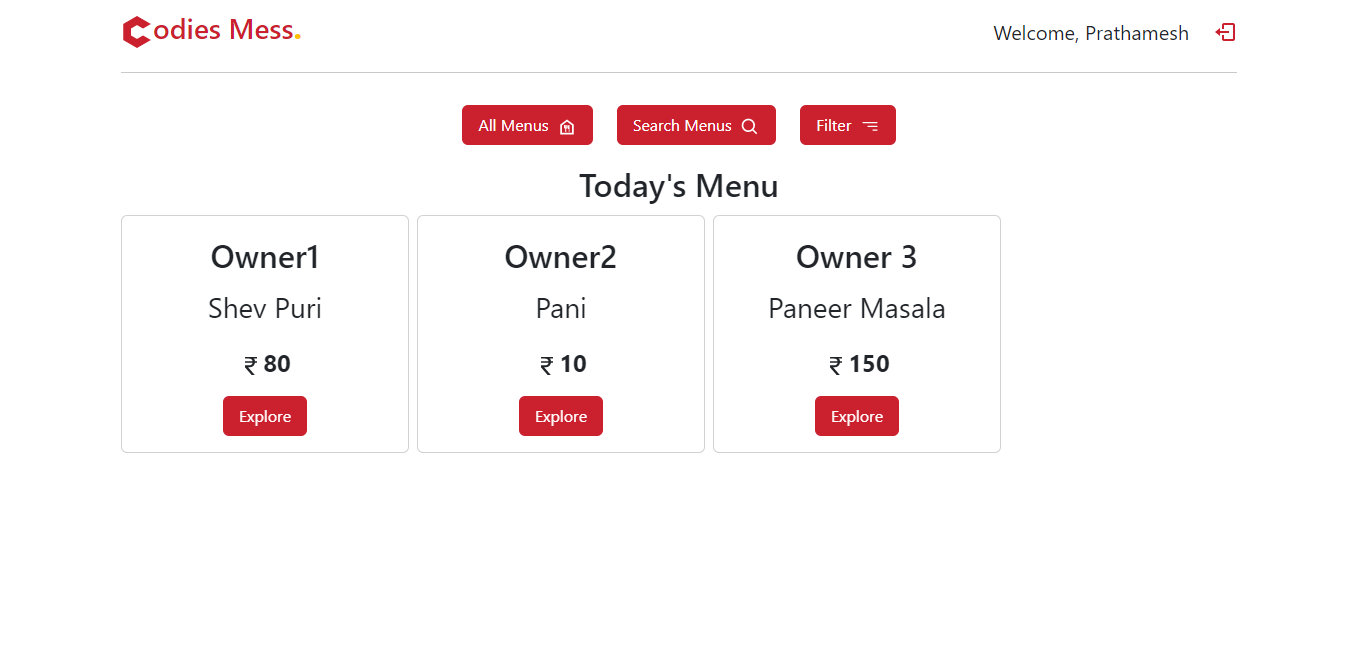 Codies Mess.
Welcome, Prathamesh
All Menus
Search Menus
Filter
Today's Menu
Owner1
Shev Puri
₹ 80
Explore
Owner2
Pani
₹ 10
Explore
Owner 3
Paneer Masala
₹ 150
Explore